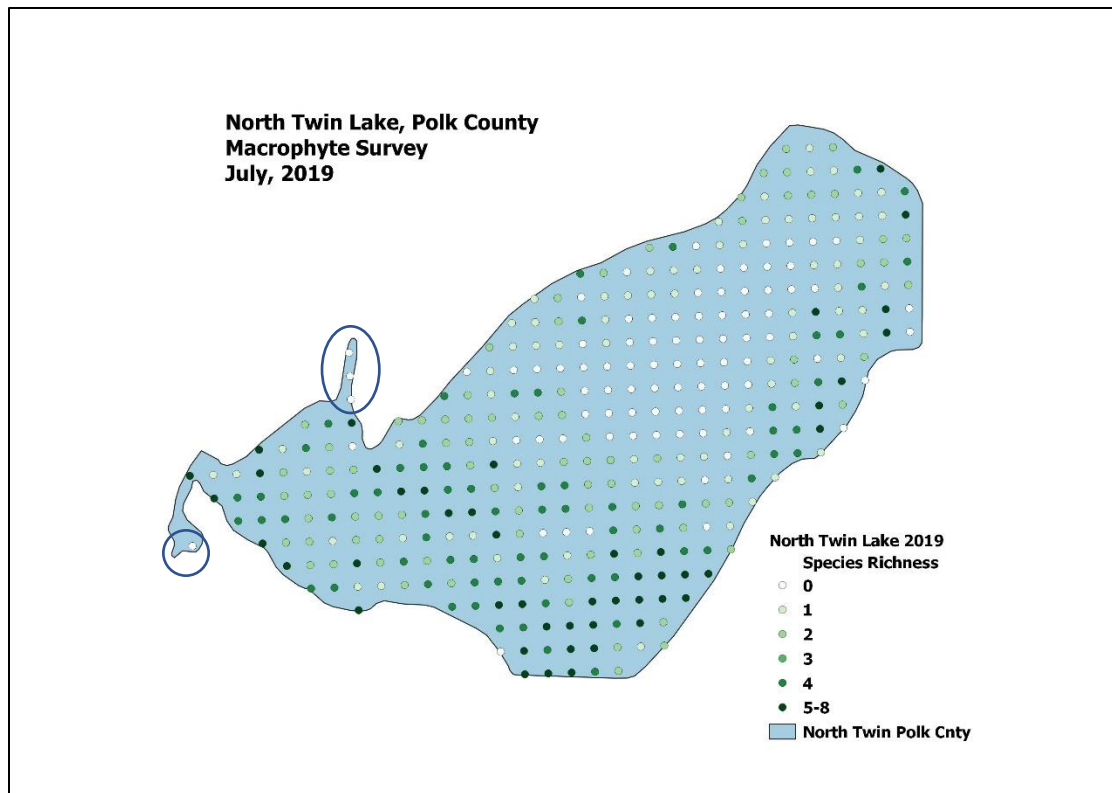 North Twin Lake, Polk County
Macrophyte Survey
July, 2019
North Twin Lake 2019
Species Richness
0
1
2
3
4
5-8
North Twin Polk Cnty